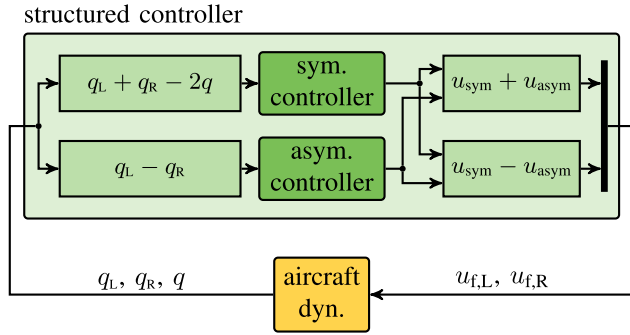 structured controller
q_L + q_R − 2q
sym. controller
u_sym + u_asym
q_L − q_R
asym. controller
u_sym − u_asym
q_L, q_R, q
aircraft dyn.
u_f,L, u_f,R